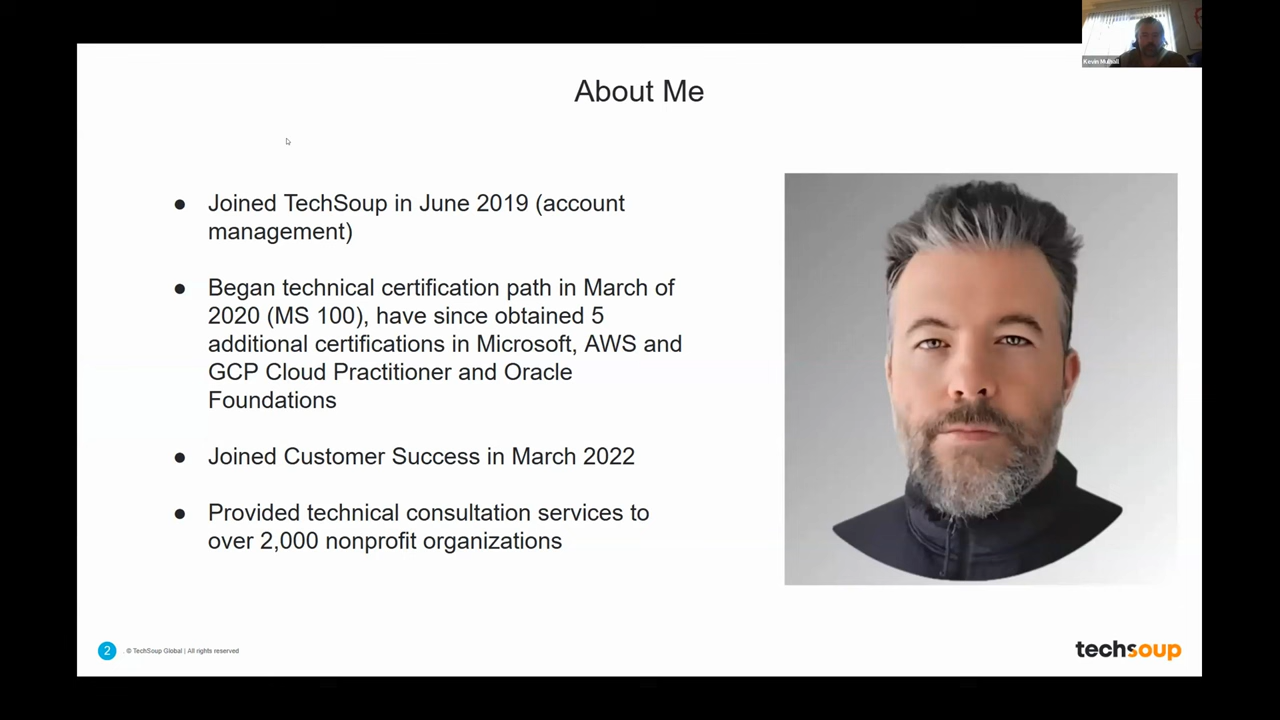 Kevin Mulhall
About Me
● Joined TechSoup in June 2019 (account
management)
● Began technical certification path in March of
2020 (MS 100), have since obtained 5
additional certifications in Microsoft, AWS and
GCP Cloud Practitioner and Oracle
Foundations
● Joined Customer Success in March 2022
● Provided technical consultation services to
over 2,000 nonprofit organizations
2 . © TechSoup Global | All rights reserved
techsoup